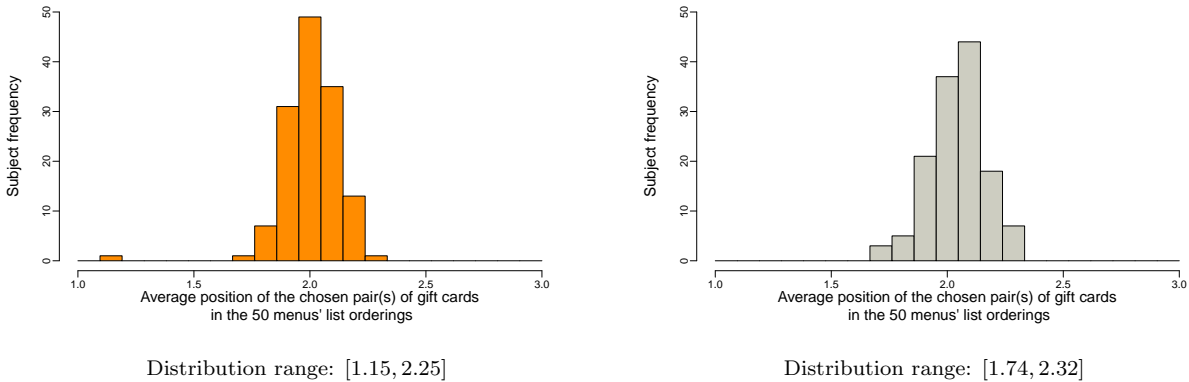 Subject frequency
50
40
30
20
10
0
1.0 1.5 2.0 2.5 3.0
Average position of the chosen pair(s) of gift cards
in the 50 menus' list orderings
Distribution range: [1.15, 2.25]
Subject frequency
50
40
30
20
10
0
1.0 1.5 2.0 2.5 3.0
Average position of the chosen pair(s) of gift cards
in the 50 menus' list orderings
Distribution range: [1.74, 2.32]